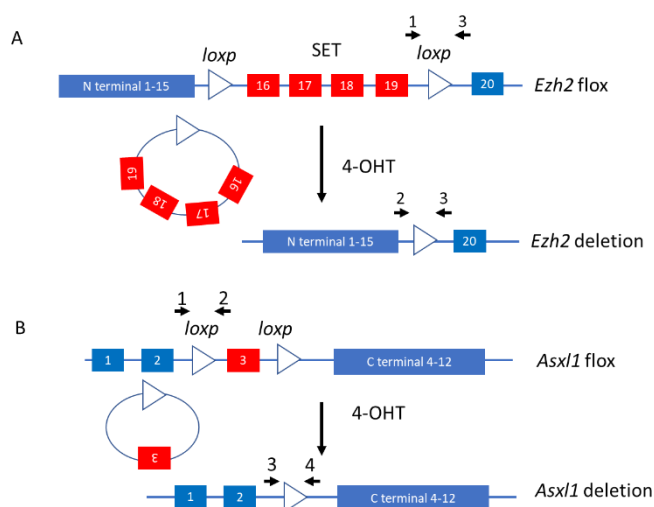 A
loxp
SET
1
3
loxp
N terminal 1-15
16
17
18
19
20
Ezh2 flox
19
18
17
16
4-OHT
2
3
N terminal 1-15
20
Ezh2 deletion
1
2
B
loxp
loxp
1
2
3
C terminal 4-12
Asxl1 flox
3
4-OHT
3
4
1
2
C terminal 4-12
Asxl1 deletion